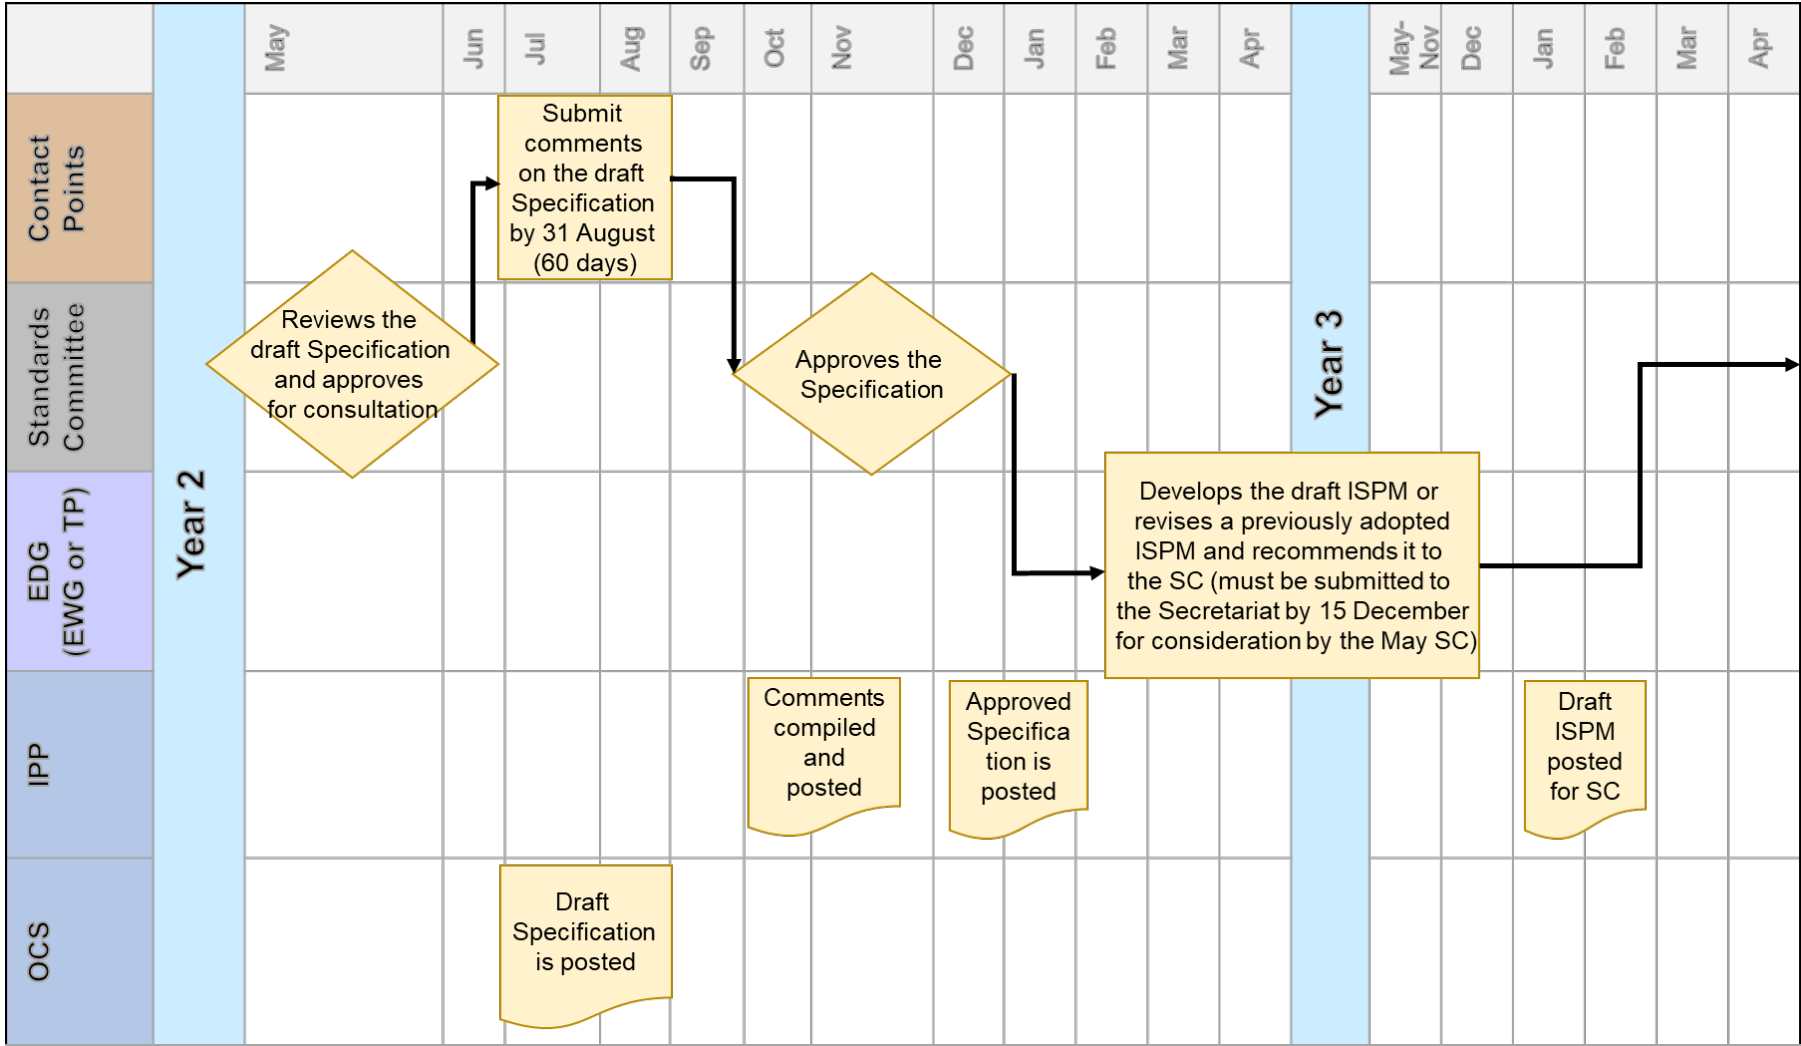 May
Jun
Jul
Aug
Sep
Oct
Nov
Dec
Jan
Feb
Mar
Apr
May-
Nov
Dec
Jan
Feb
Mar
Apr
Year 2
Year 3
Contact
Points
Submit
comments
on the draft
Specification
by 31 August
(60 days)
Standards
Committee
Reviews the
draft Specification
and approves
for consultation
Approves the
Specification
EDG
(EWG or TP)
Develops the draft ISPM or
revises a previously adopted
ISPM and recommends it to
the SC (must be submitted to
the Secretariat by 15 December
for consideration by the May SC)
IPP
Comments
compiled
and
posted
Approved
Specifica
tion is
posted
Draft
ISPM
posted
for SC
OCS
Draft
Specification
is posted